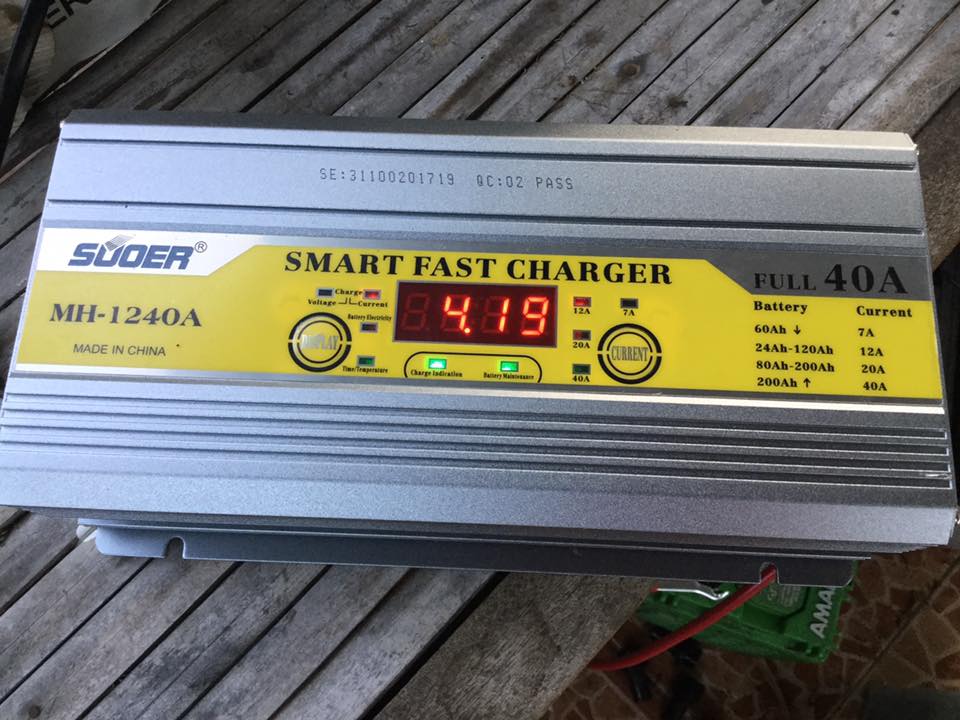 SE:31100201719 QC:02 PASS
SUOER®
SMART FAST CHARGER
FULL 40A
MH-1240A
MADE IN CHINA
Charge
Voltage
Current
Battery Electricity
DISPLAY
Time/Temperature
4.19
Charge Indication
Battery Maintenance
12A
7A
20A
40A
CURRENT
Battery Current
60Ah ↓ 7A
24Ah-120Ah 12A
80Ah-200Ah 20A
200Ah ↑ 40A